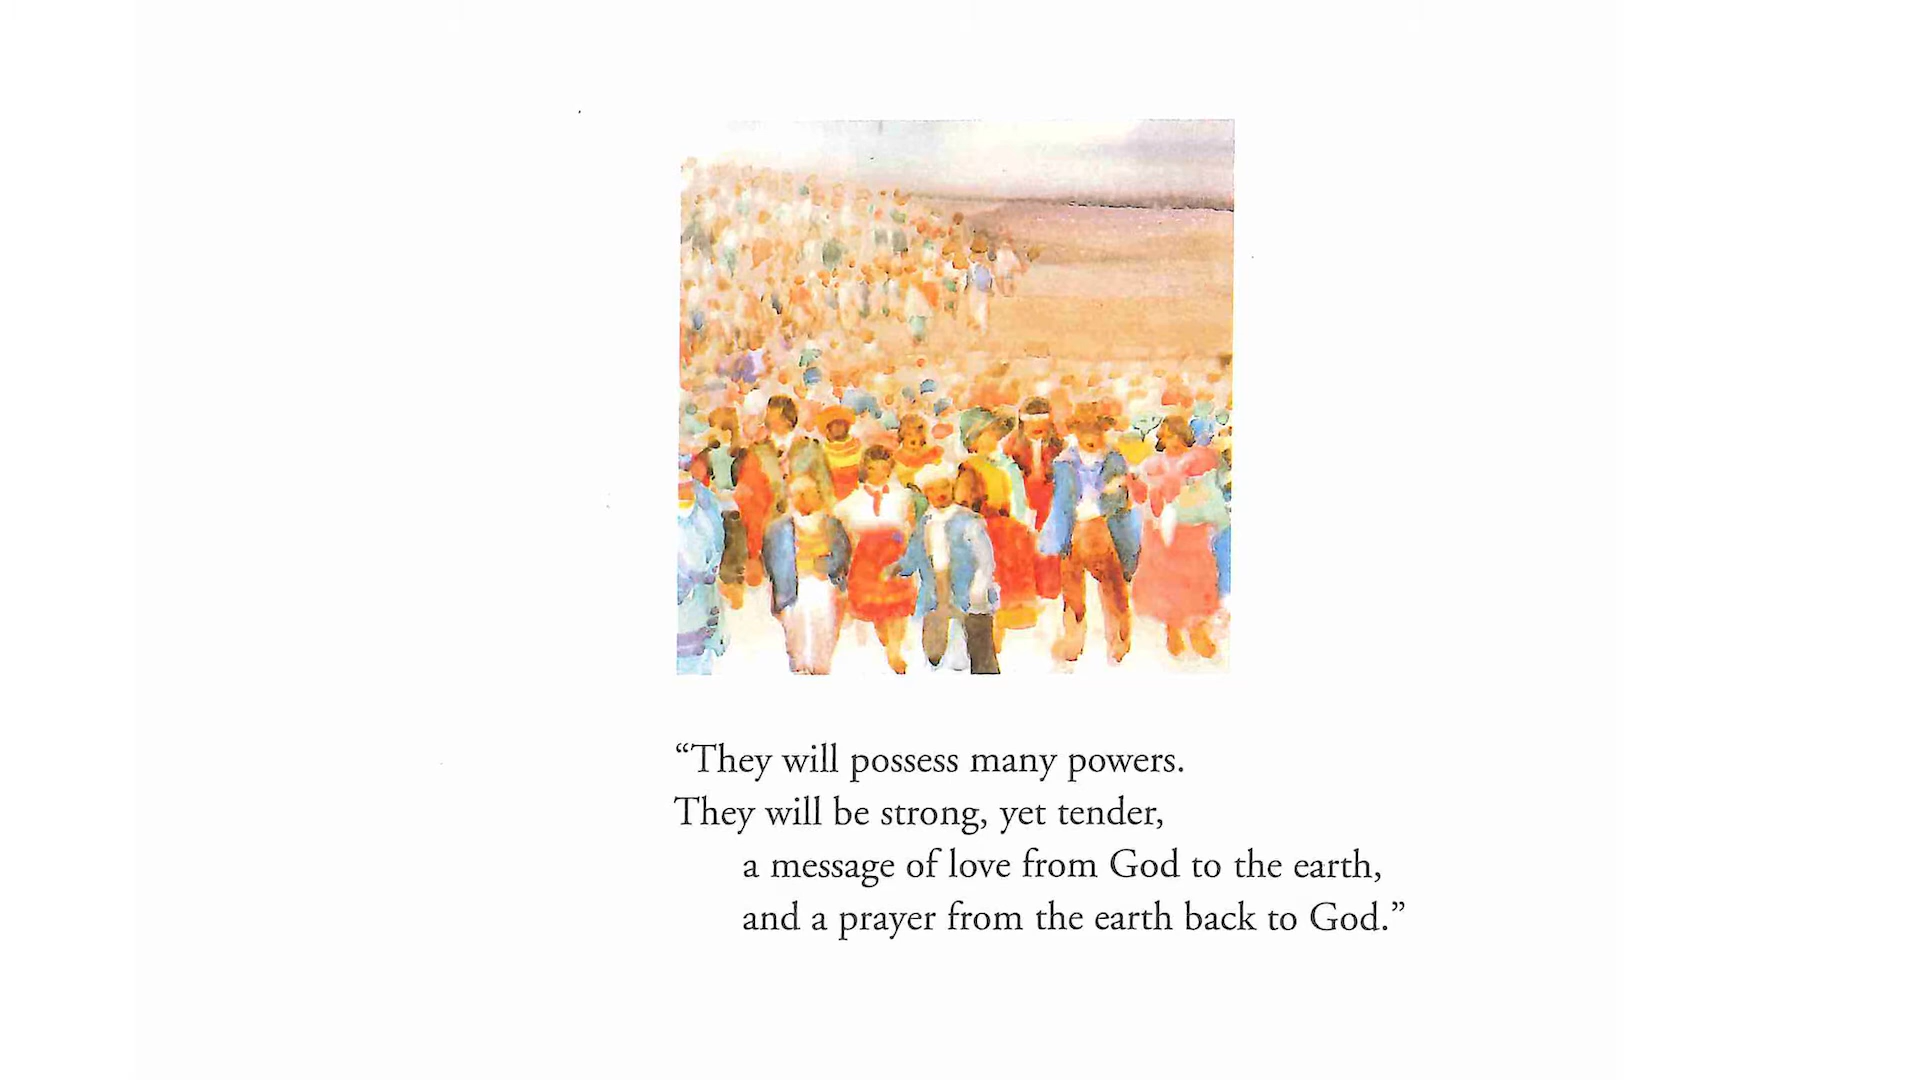 “They will possess many powers.
They will be strong, yet tender,
a message of love from God to the earth,
and a prayer from the earth back to God.”